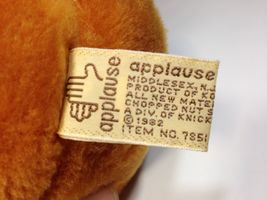 applause
applause
MIDDLESEX, N.J.
PRODUCT OF KO
ALL NEW MATE
CHOPPED NUT S
A DIV. OF KNICK
© 1982
ITEM NO. 7851